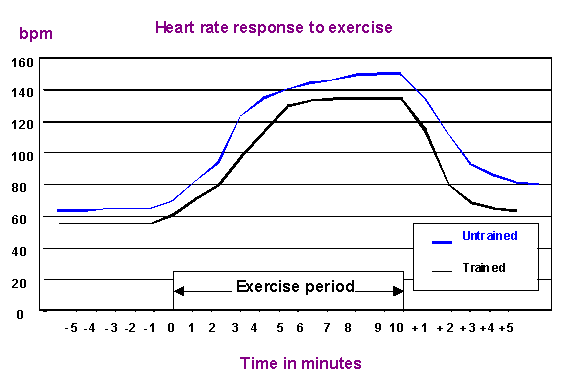 Heart rate response to exercise
bpm
160
140
120
100
80
60
40
20
0
Untrained
Trained
Exercise period
-5 -4 -3 -2 -1 0 1 2 3 4 5 6 7 8 9 10 +1 +2 +3 +4 +5
Time in minutes